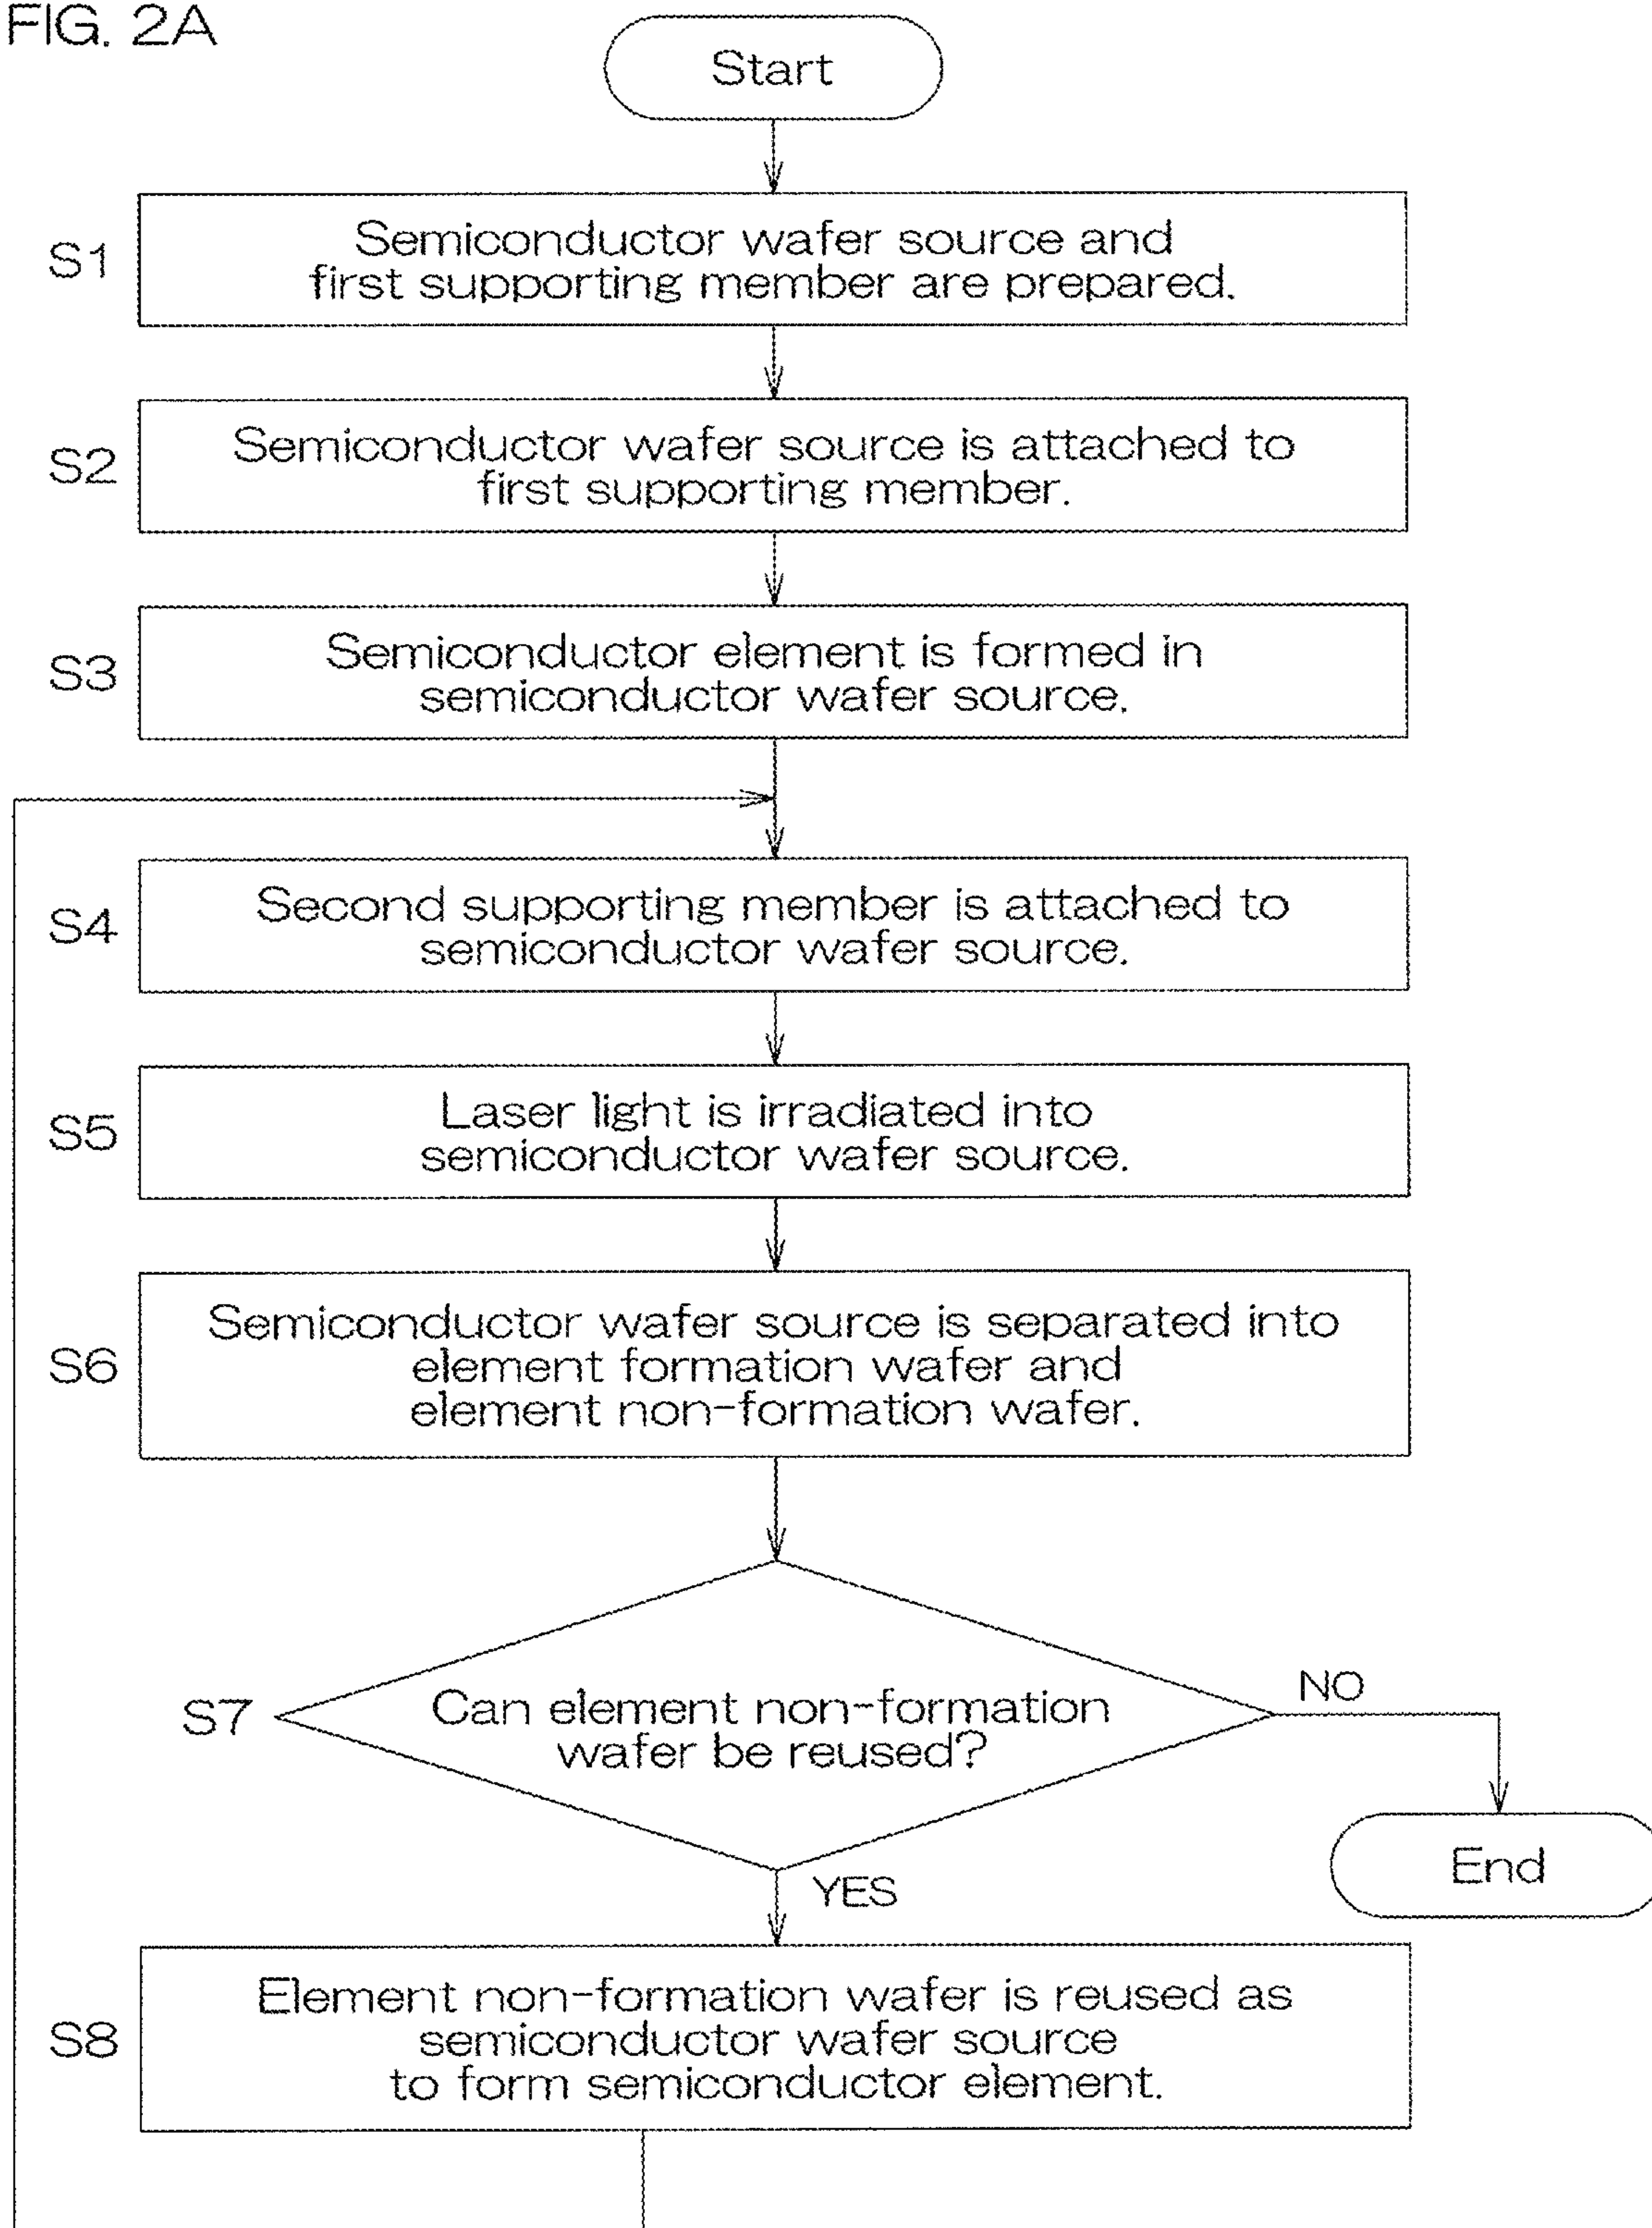 FIG. 2A
Start
S1
Semiconductor wafer source and
first supporting member are prepared.
S2
Semiconductor wafer source is attached to
first supporting member.
S3
Semiconductor element is formed in
semiconductor wafer source.
S4
Second supporting member is attached to
semiconductor wafer source.
S5
Laser light is irradiated into
semiconductor wafer source.
S6
Semiconductor wafer source is separated into
element formation wafer and
element non-formation wafer.
S7
Can element non-formation
wafer be reused?
NO
End
YES
S8
Element non-formation wafer is reused as
semiconductor wafer source
to form semiconductor element.